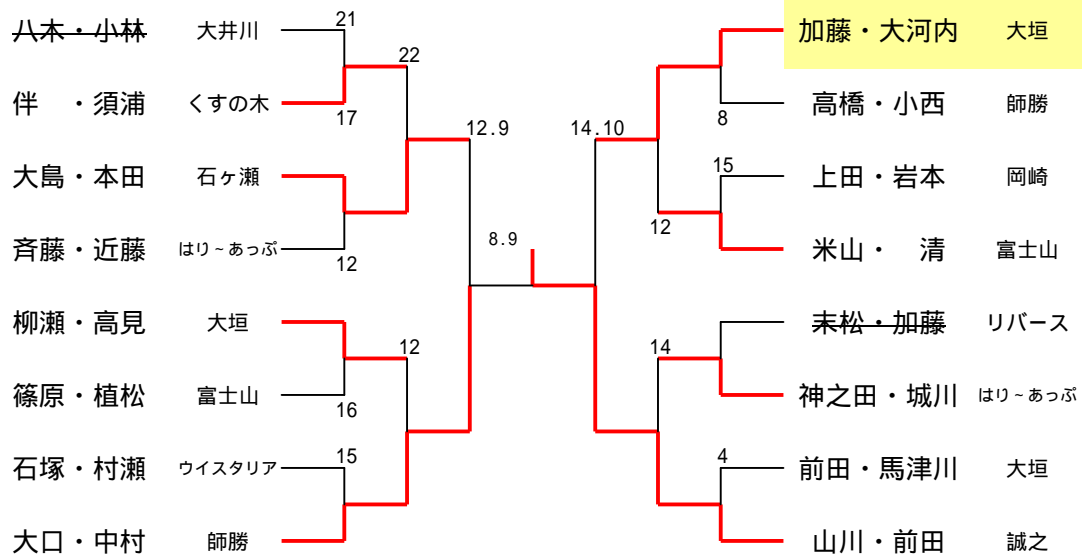 八木・小林 大井川 21 加藤・大河内 大垣
22
伴 ・須浦 くすの木 17 8 高橋・小西 師勝
12.9 14.10
大島・本田 石ヶ瀬 15 上田・岩本 岡崎
12
斉藤・近藤 はり~あっぷ 12 8.9 米山・ 清 富士山
柳瀬・高見 大垣 末松・加藤 リバース
12 14
篠原・植松 富士山 16 神之田・城川 はり~あっぷ
石塚・村瀬 ウイスタリア 15 4 前田・馬津川 大垣
大口・中村 師勝 山川・前田 誠之